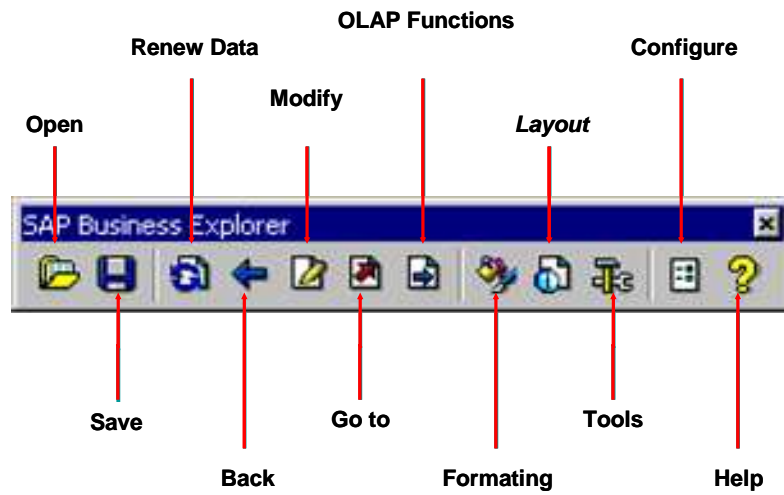 OLAP Functions
Renew Data
Configure
Modify
Open
Layout
SAP Business Explorer
Save
Go to
Tools
Back
Formating
Help